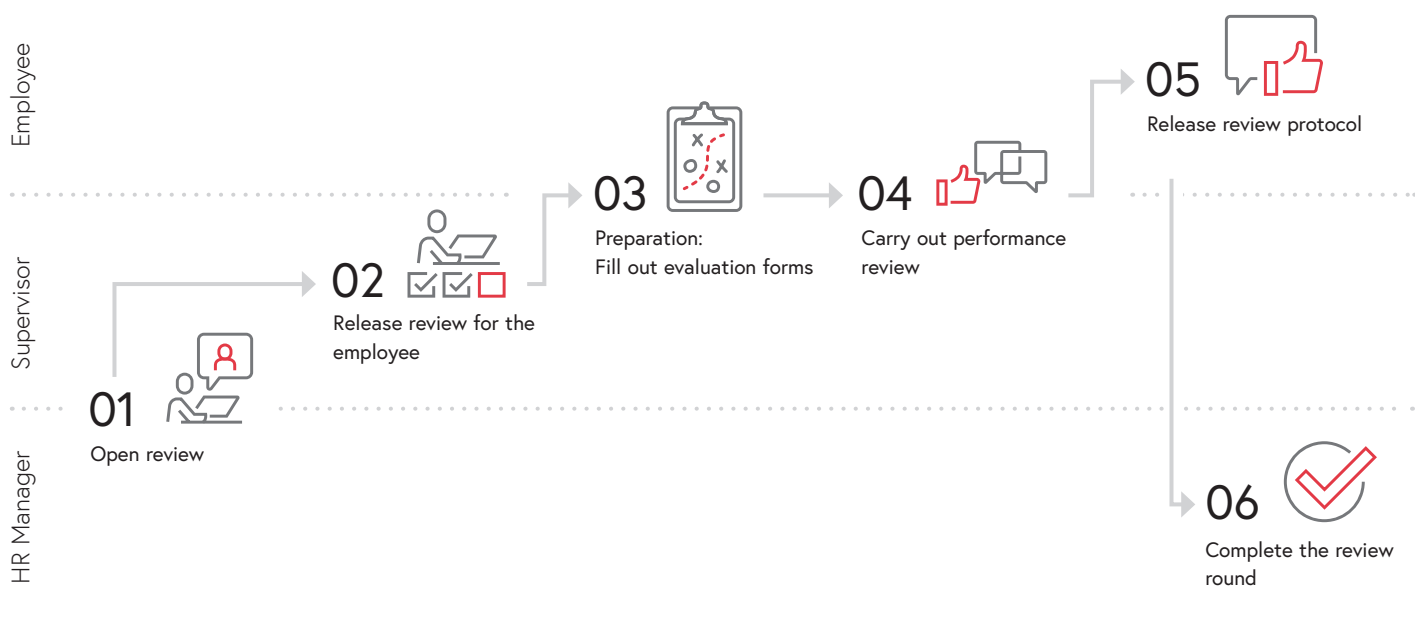 Employee
Supervisor
HR Manager
01
Open review
02
Release review for the
employee
03
Preparation:
Fill out evaluation forms
04
Carry out performance
review
05
Release review protocol
06
Complete the review
round